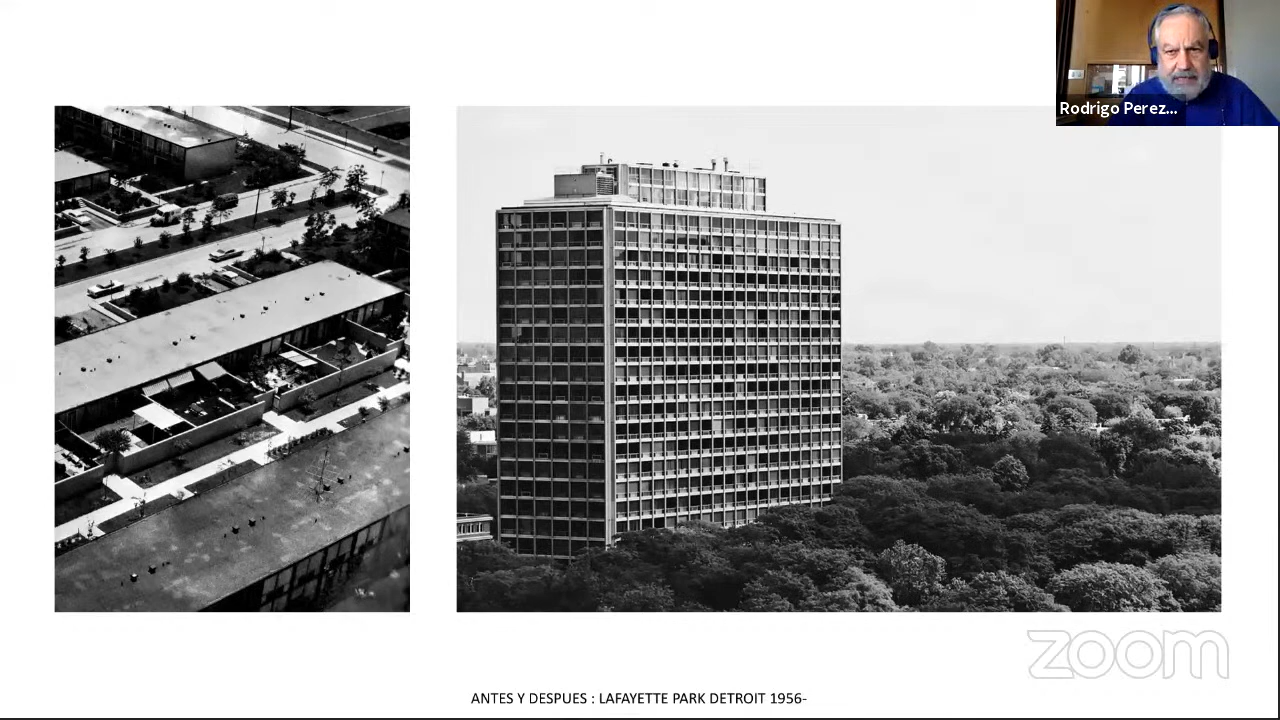 Rodrigo Perez...
zoom
ANTES Y DESPUES : LAFAYETTE PARK DETROIT 1956-